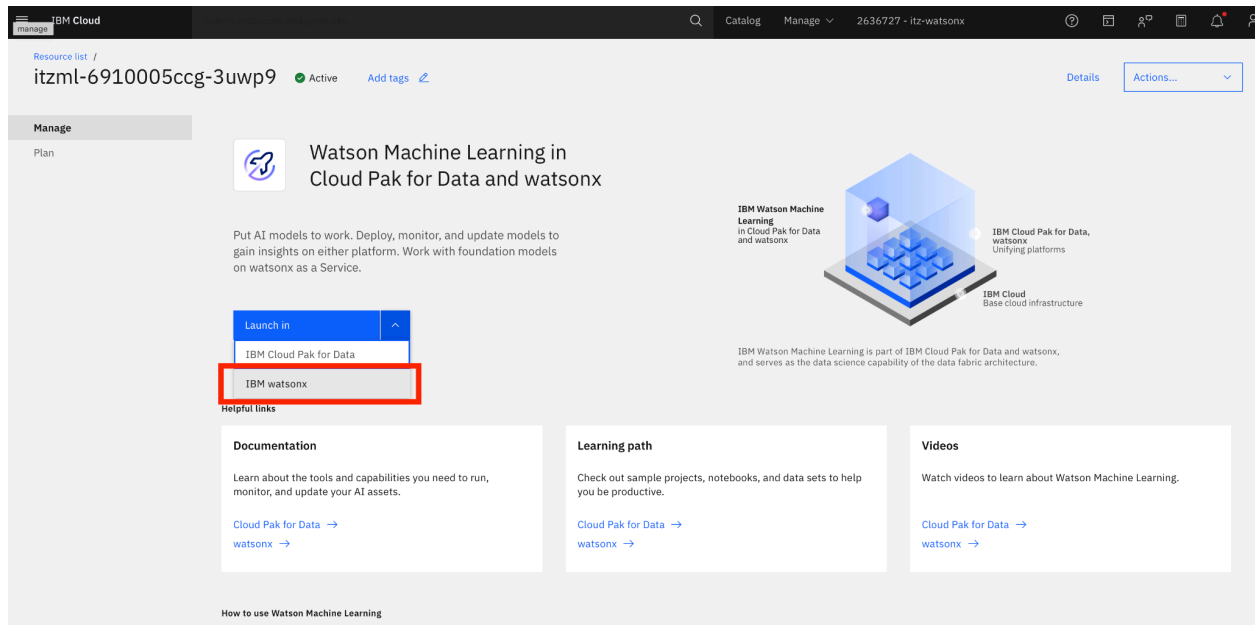 IBM Cloud
manage
Catalog
Manage
2636727 - itz-watsonx
Resource list /
itzml-6910005ccg-3uwp9
Active
Add tags
Details
Actions...
Manage
Plan
Watson Machine Learning in
Cloud Pak for Data and watsonx
Put AI models to work. Deploy, monitor, and update models to
gain insights on either platform. Work with foundation models
on watsonx as a Service.
Launch in
IBM Cloud Pak for Data
IBM watsonx
IBM Watson Machine
Learning
in Cloud Pak for Data
and watsonx
IBM Cloud Pak for Data,
watsonx
Unifying platforms
IBM Cloud
Base cloud infrastructure
IBM Watson Machine Learning is part of IBM Cloud Pak for Data and watsonx,
and serves as the data science capability of the data fabric architecture.
Helpful links
Documentation
Learn about the tools and capabilities you need to run,
monitor, and update your AI assets.
Cloud Pak for Data →
watsonx →
Learning path
Check out sample projects, notebooks, and data sets to help
you be productive.
Cloud Pak for Data →
watsonx →
Videos
Watch videos to learn about Watson Machine Learning.
Cloud Pak for Data →
watsonx →
How to use Watson Machine Learning